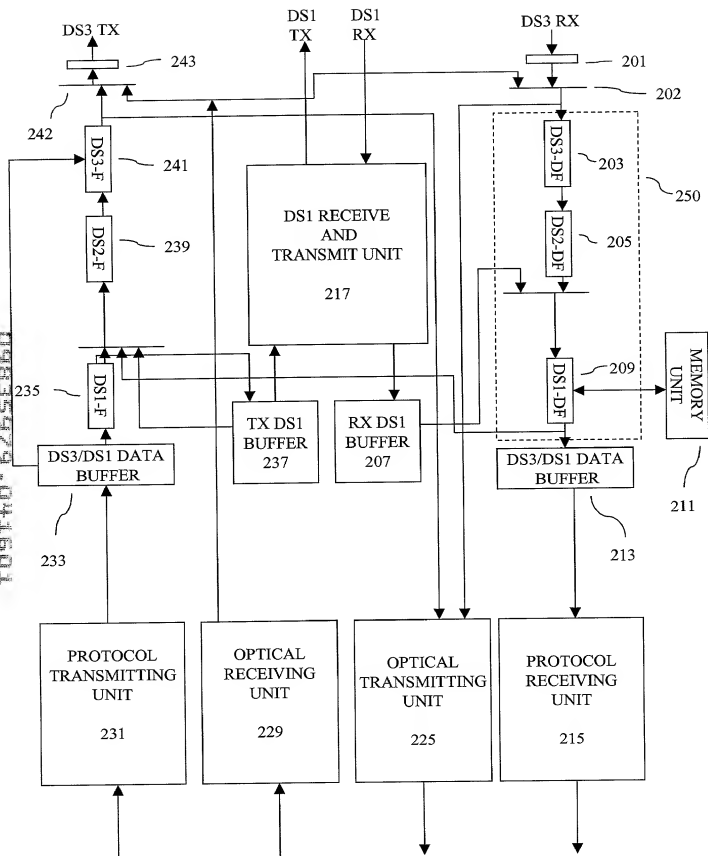 DS3 TX
DS1
TX
DS1
RX
DS3 RX
243
201
242
202
DS3-F
241
DS3-DF
203
250
DS2-F
239
DS1 RECEIVE
AND
TRANSMIT UNIT
217
DS2-DF
205
235
DS1-F
DS1-DF
209
MEMORY
UNIT
211
TX DS1
BUFFER
237
RX DS1
BUFFER
207
DS3/DS1 DATA
BUFFER
233
DS3/DS1 DATA
BUFFER
213
PROTOCOL
TRANSMITTING
UNIT
231
OPTICAL
RECEIVING
UNIT
229
OPTICAL
TRANSMITTING
UNIT
225
PROTOCOL
RECEIVING
UNIT
215